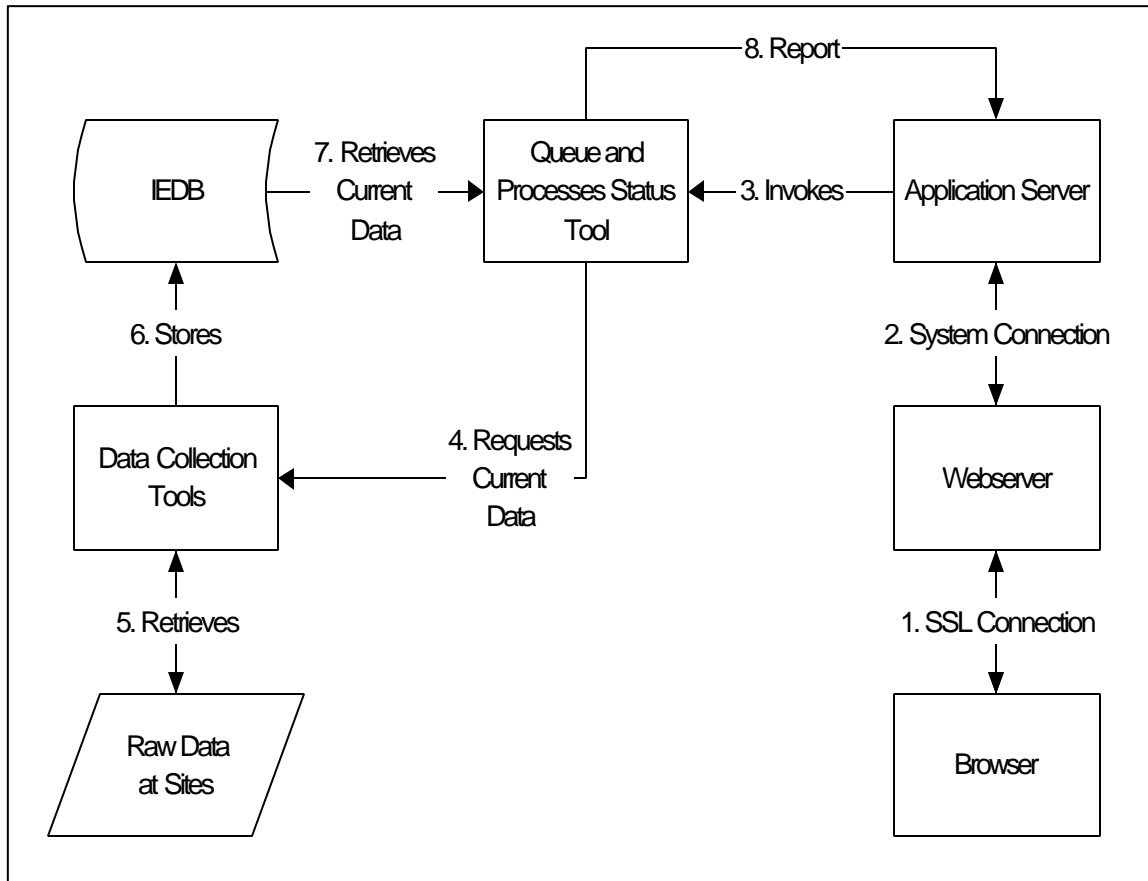 8. Report
IEDB
7. Retrieves
Current
Data
Queue and
Processes Status
Tool
3. Invokes
Application Server
6. Stores
2. System Connection
Data Collection
Tools
4. Requests
Current
Data
Webserver
5. Retrieves
1. SSL Connection
Raw Data
at Sites
Browser